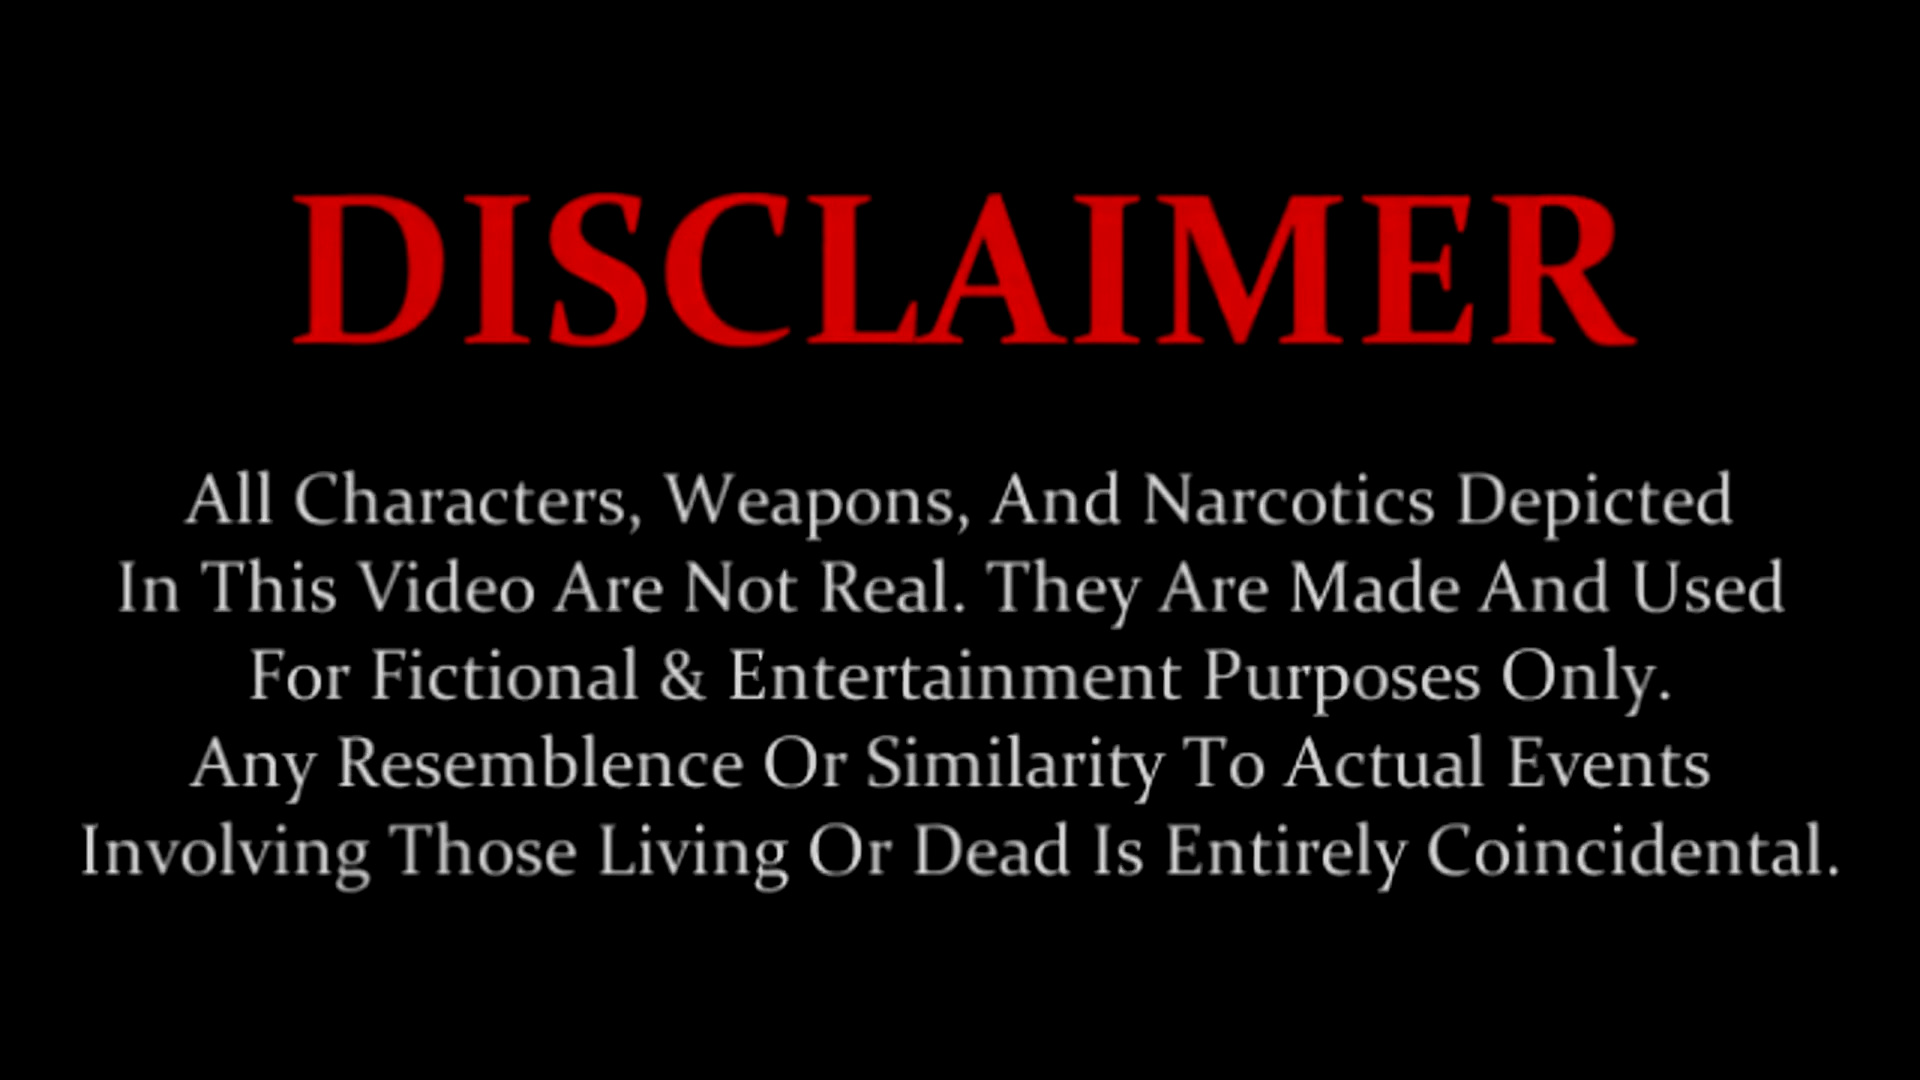 DISCLAIMER
All Characters, Weapons, And Narcotics Depicted
In This Video Are Not Real. They Are Made And Used
For Fictional & Entertainment Purposes Only.
Any Resemblence Or Similarity To Actual Events
Involving Those Living Or Dead Is Entirely Coincidental.